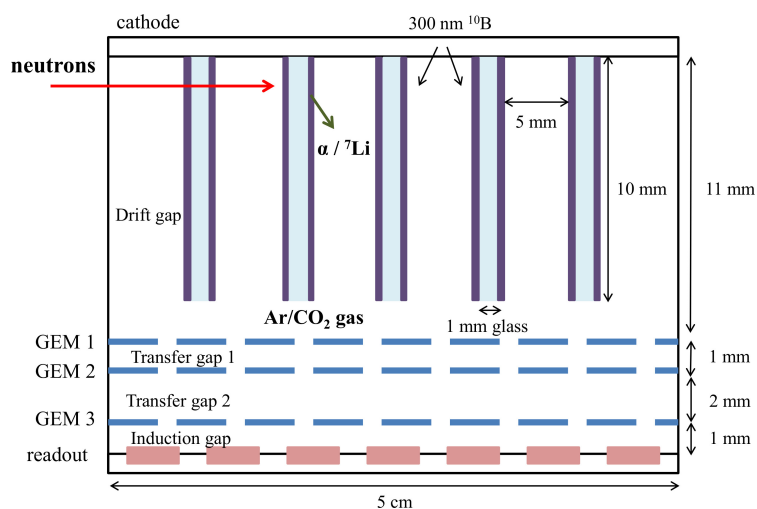 cathode
300 nm ¹⁰B
neutrons
5 mm
α / ⁷Li
10 mm
11 mm
Drift gap
Ar/CO₂ gas
1 mm glass
GEM 1
Transfer gap 1
1 mm
GEM 2
Transfer gap 2
2 mm
GEM 3
Induction gap
1 mm
readout
5 cm